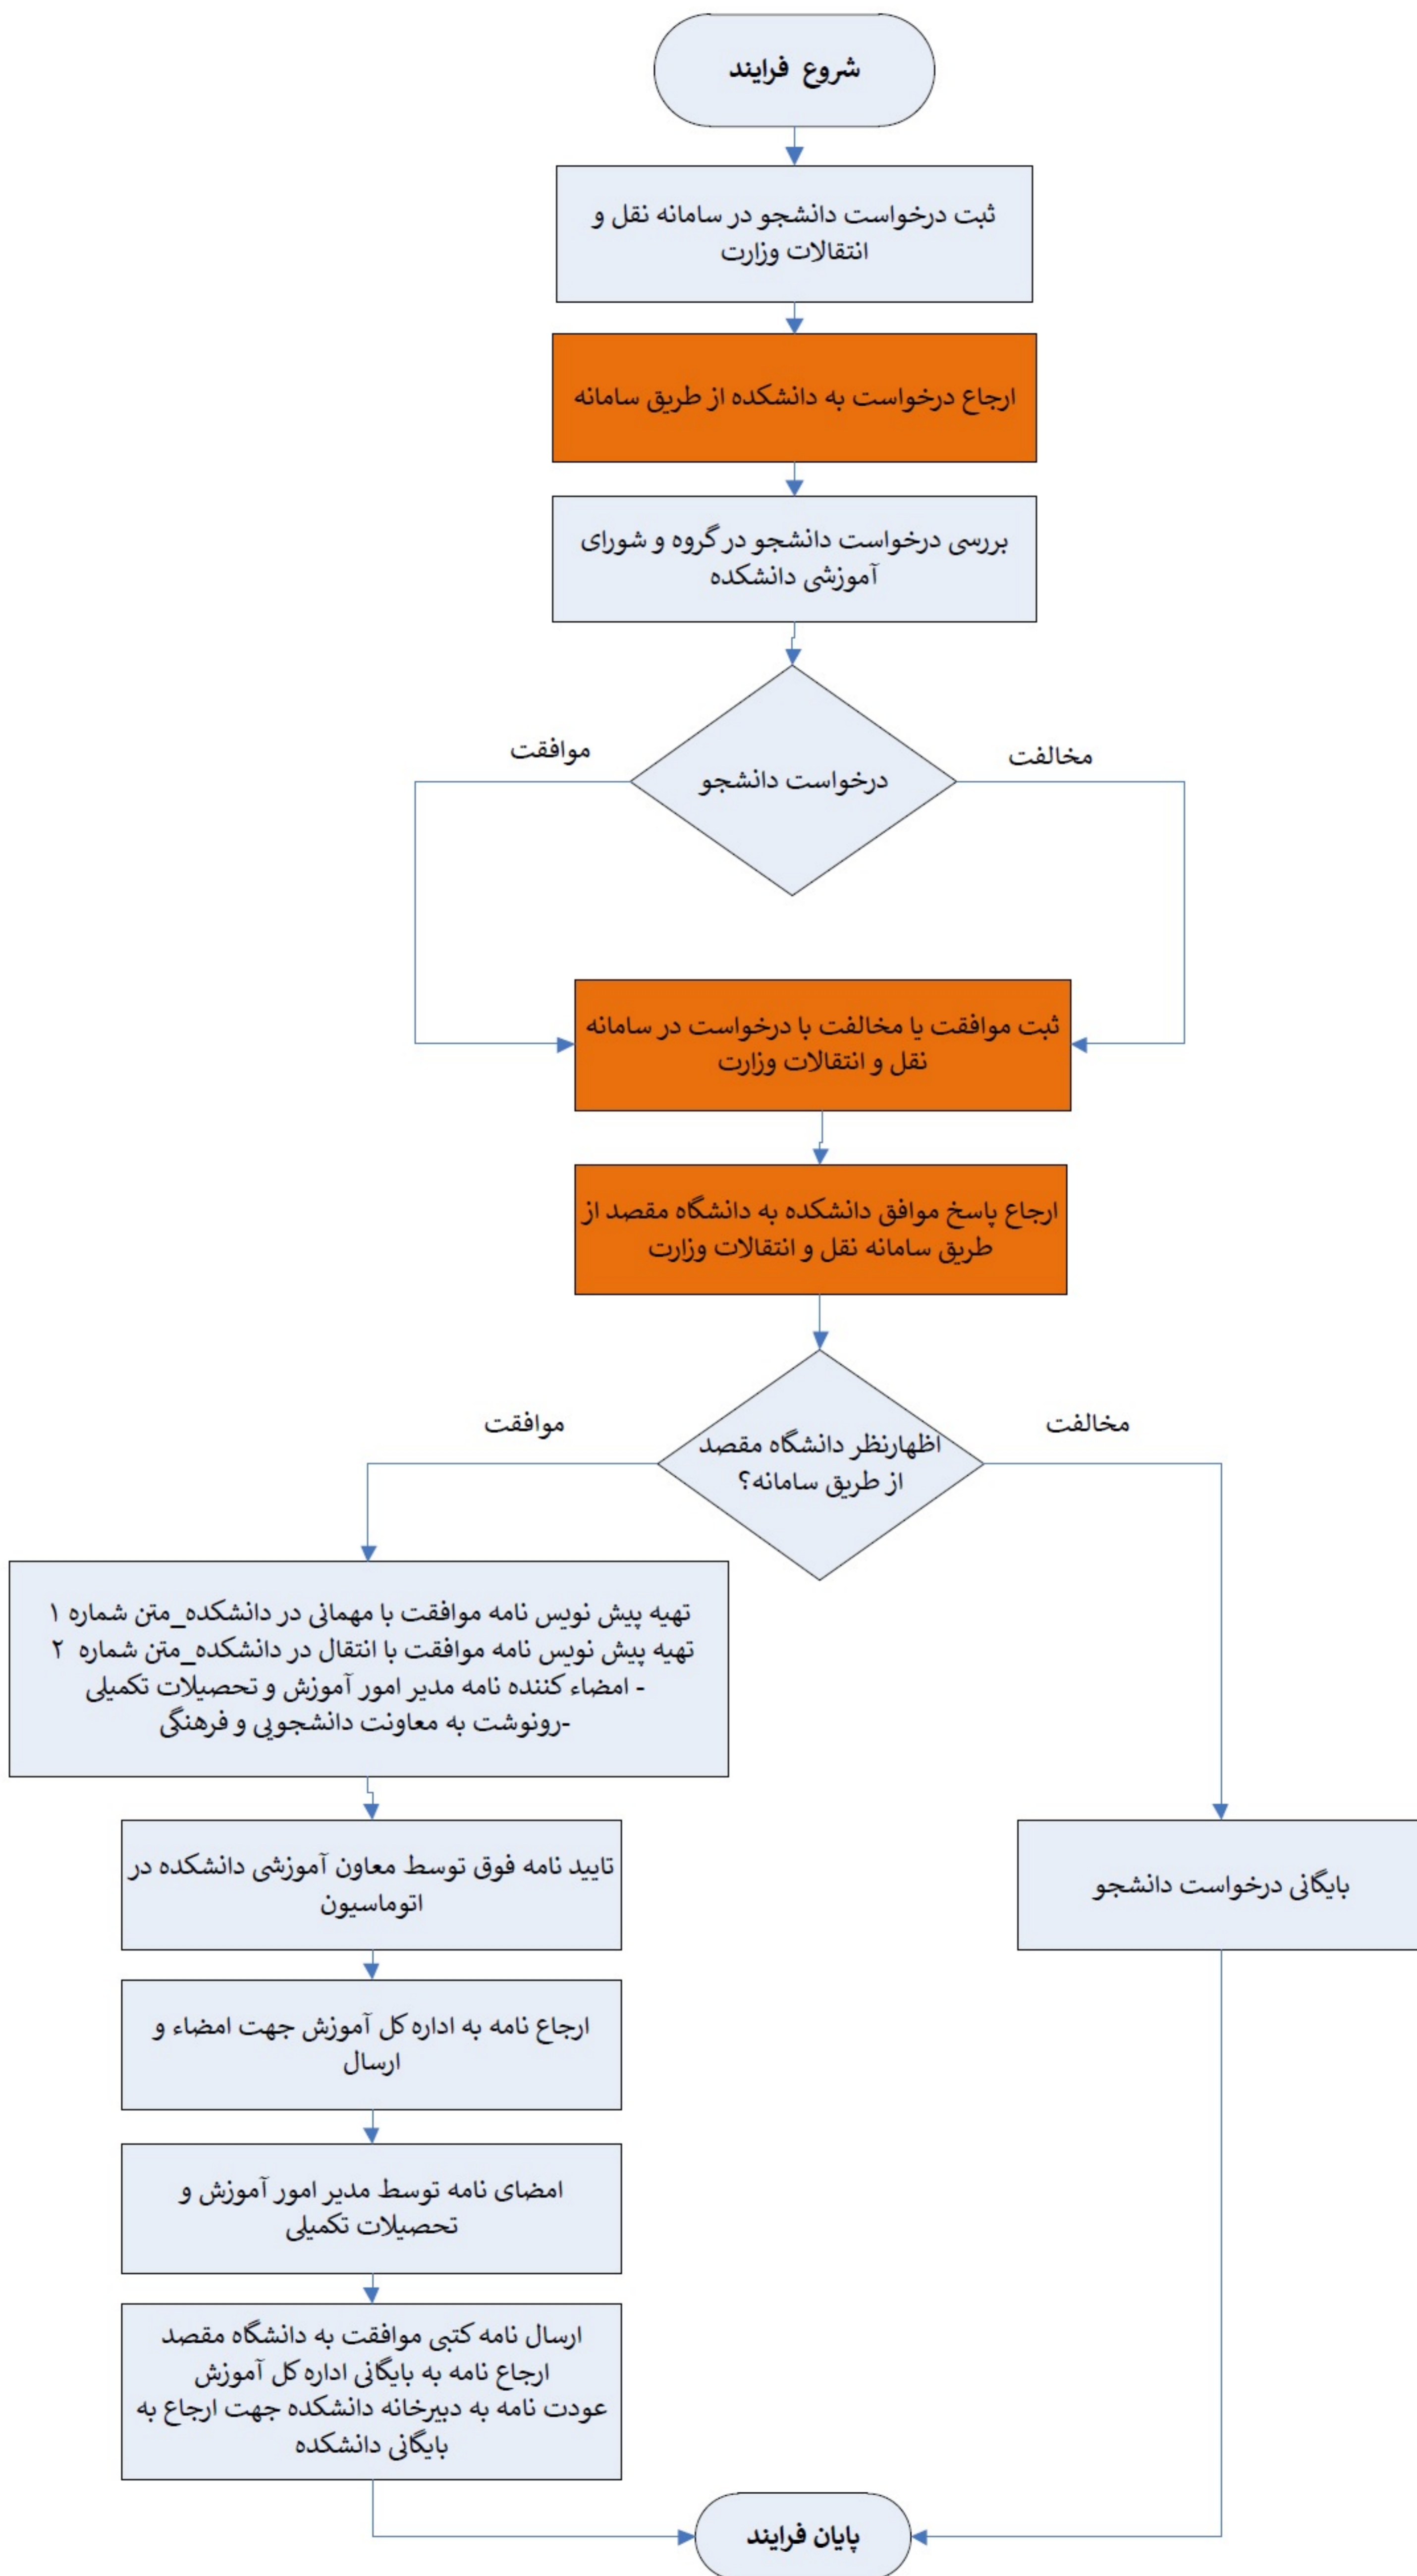 شروع فرایند
ثبت درخواست دانشجو در سامانه نقل و
انتقالات وزارت
ارجاع درخواست به دانشکده از طریق سامانه
بررسی درخواست دانشجو در گروه و شورای
آموزشی دانشکده
مخالفت
موافقت
درخواست دانشجو
ثبت موافقت یا مخالفت با درخواست در سامانه
نقل و انتقالات وزارت
ارجاع پاسخ موافق دانشکده به دانشگاه مقصد از
طریق سامانه نقل و انتقالات وزارت
مخالفت
موافقت
اظهارنظر دانشگاه مقصد
از طریق سامانه؟
تهیه پیش نویس نامه موافقت با مهمانی در دانشکده_متن شماره ۱
تهیه پیش نویس نامه موافقت با انتقال در دانشکده_متن شماره ۲
- امضاء کننده نامه مدیر امور آموزش و تحصیلات تکمیلی
-رونوشت به معاونت دانشجویی و فرهنگی
تایید نامه فوق توسط معاون آموزشی دانشکده در
اتوماسیون
بایگانی درخواست دانشجو
ارجاع نامه به اداره کل آموزش جهت امضاء و
ارسال
امضای نامه توسط مدیر امور آموزش و
تحصیلات تکمیلی
ارسال نامه کتبی موافقت به دانشگاه مقصد
ارجاع نامه به بایگانی اداره کل آموزش
عودت نامه به دبیرخانه دانشکده جهت ارجاع به
بایگانی دانشکده
پایان فرایند